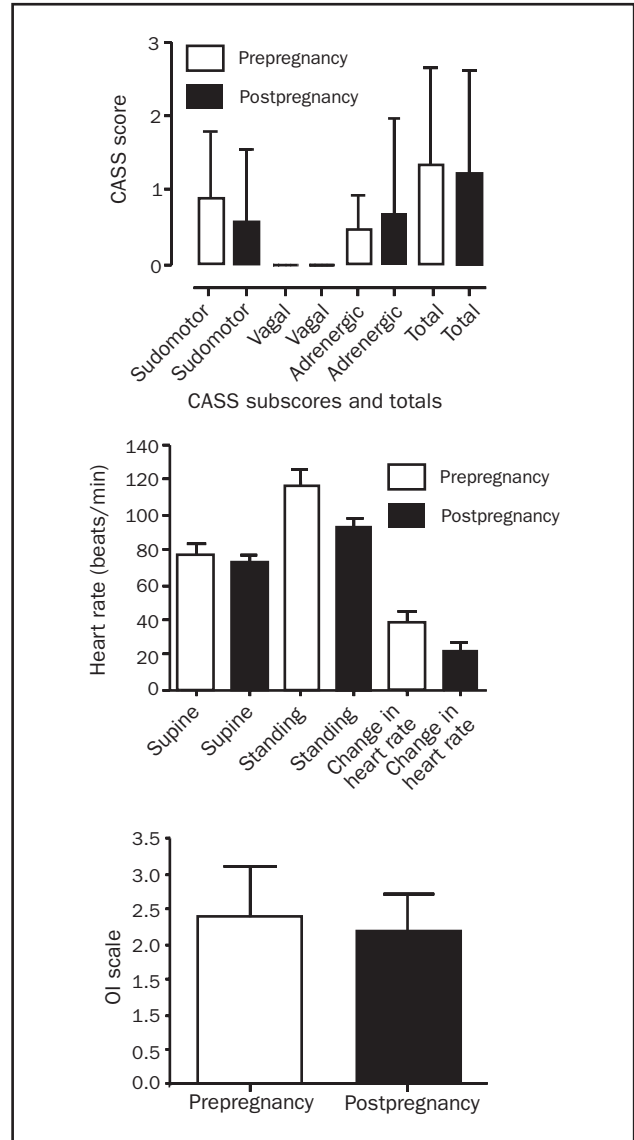 3
2
1
0
CASS score
Prepregnancy
Postpregnancy
Sudomotor
Sudomotor
Vagal
Vagal
Adrenergic
Adrenergic
Total
Total
CASS subscores and totals
140
120
100
80
60
40
20
0
Heart rate (beats/min)
Prepregnancy
Postpregnancy
Supine
Supine
Standing
Standing
Change in
heart rate
Change in
heart rate
3.5
3.0
2.5
2.0
1.5
1.5
0.5
0.0
OI scale
Prepregnancy
Postpregnancy